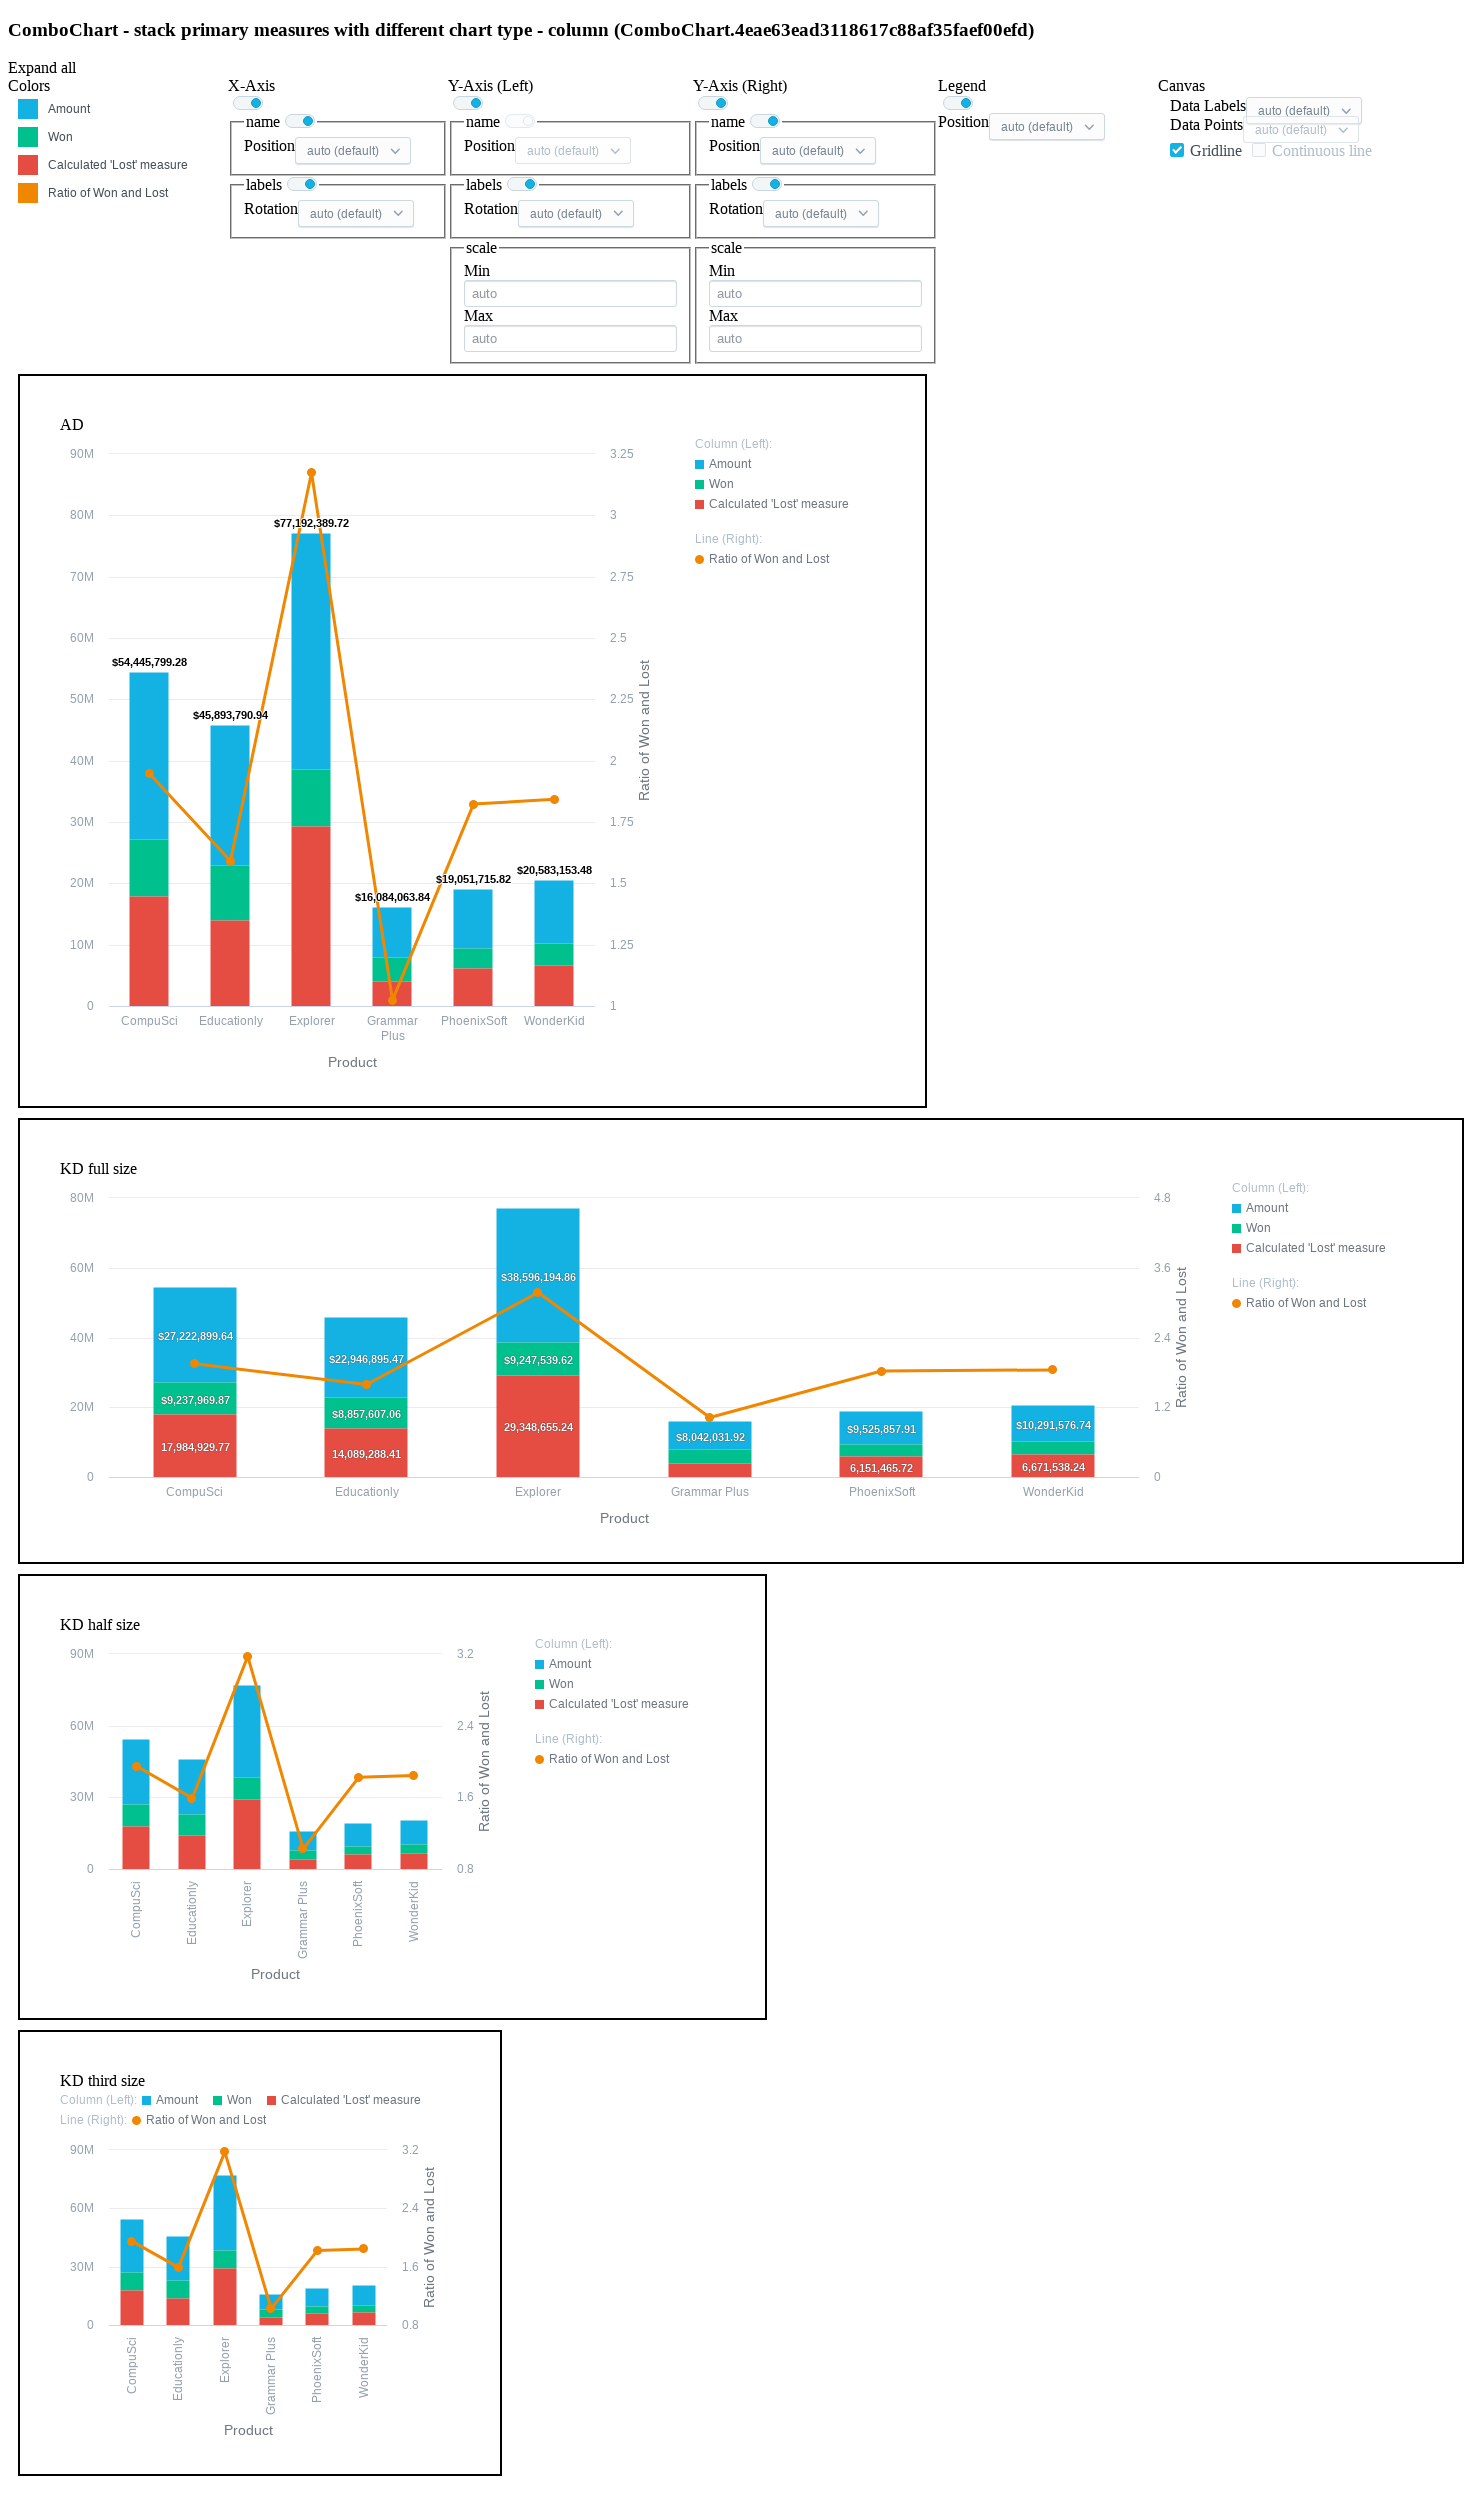 ComboChart - stack primary measures with different chart type - column (ComboChart.4eae63ead3118617c88af35faef00efd)
Expand all
Colors
Amount
Won
Calculated 'Lost' measure
Ratio of Won and Lost
X-Axis
name
Position auto (default)
labels
Rotation auto (default)
Y-Axis (Left)
name
Position auto (default)
labels
Rotation auto (default)
scale
Min
auto
Max
auto
Y-Axis (Right)
name
Position auto (default)
labels
Rotation auto (default)
scale
Min
auto
Max
auto
Legend
Position auto (default)
Canvas
Data Labels auto (default)
Data Points auto (default)
Gridline Continuous line
AD
90M
80M
70M
60M
50M
40M
30M
20M
10M
0
$54,445,799.28
$45,893,790.94
$77,192,389.72
$16,084,063.84
$19,051,715.82
$20,583,153.48
3.25
3
2.75
2.5
2.25
2
1.75
1.5
1.25
1
Ratio of Won and Lost
CompuSci
Educationly
Explorer
Grammar
Plus
PhoenixSoft
WonderKid
Product
Column (Left):
Amount
Won
Calculated 'Lost' measure
Line (Right):
Ratio of Won and Lost
KD full size
80M
60M
40M
20M
0
$27,222,899.64
$9,237,969.87
17,984,929.77
$22,946,895.47
$8,857,607.06
14,089,288.41
$38,596,194.86
$9,247,539.62
29,348,655.24
$8,042,031.92
$9,525,857.91
6,151,465.72
$10,291,576.74
6,671,538.24
4.8
3.6
2.4
1.2
0
Ratio of Won and Lost
CompuSci
Educationly
Explorer
Grammar Plus
PhoenixSoft
WonderKid
Product
Column (Left):
Amount
Won
Calculated 'Lost' measure
Line (Right):
Ratio of Won and Lost
KD half size
90M
60M
30M
0
3.2
2.4
1.6
0.8
Ratio of Won and Lost
CompuSci
Educationly
Explorer
Grammar Plus
PhoenixSoft
WonderKid
Product
Column (Left):
Amount
Won
Calculated 'Lost' measure
Line (Right):
Ratio of Won and Lost
KD third size
Column (Left): Amount Won Calculated 'Lost' measure
Line (Right): Ratio of Won and Lost
90M
60M
30M
0
3.2
2.4
1.6
0.8
Ratio of Won and Lost
CompuSci
Educationly
Explorer
Grammar Plus
PhoenixSoft
WonderKid
Product